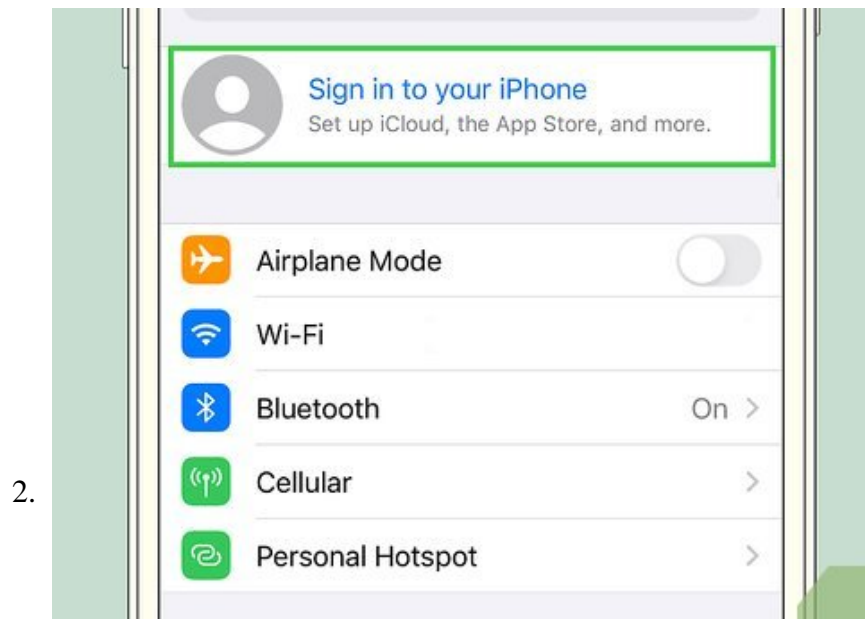 Sign in to your iPhone
Set up iCloud, the App Store, and more.
Airplane Mode
Wi-Fi
Bluetooth On >
2.
Cellular >
Personal Hotspot >